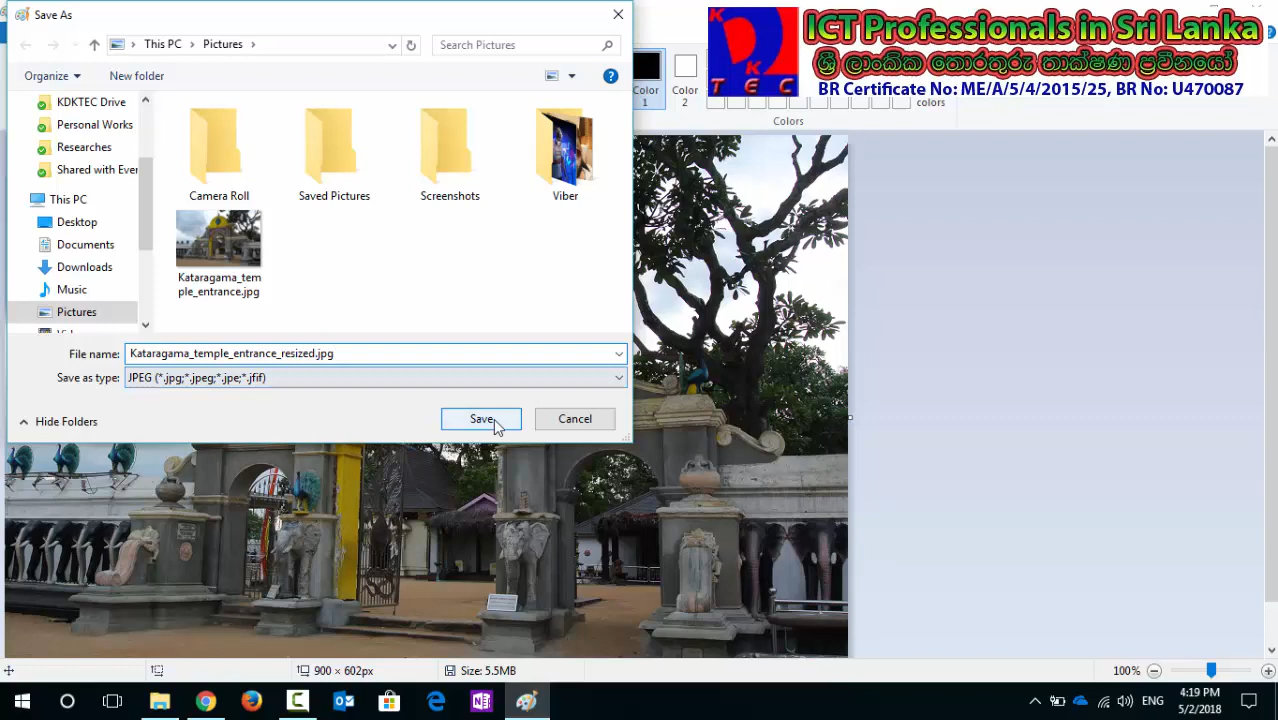 Save As
This PC
Pictures
Search Pictures
Organize
New folder
KDKTEC Drive
Personal Works
Researches
Shared with Ever
This PC
Desktop
Documents
Downloads
Music
Pictures
Camera Roll
Saved Pictures
Screenshots
Viber
Kataragama_tem
ple_entrance.jpg
File name: Kataragama_temple_entrance_resized.jpg
Save as type: JPEG (*.jpg;*.jpeg;*.jpe;*.jfif)
Hide Folders
Save
Cancel
K D K
T E C
ICT Professionals in Sri Lanka
ශ්‍රී ලාංකික තොරතුරු තාක්ෂණ ප්‍රවීනයෝ
BR Certificate No: ME/A/5/4/2015/25, BR No: U470087
Color
1
Color
2
colors
Colors
900 × 602px
Size: 5.5MB
100%
ENG
4:19 PM
5/2/2018